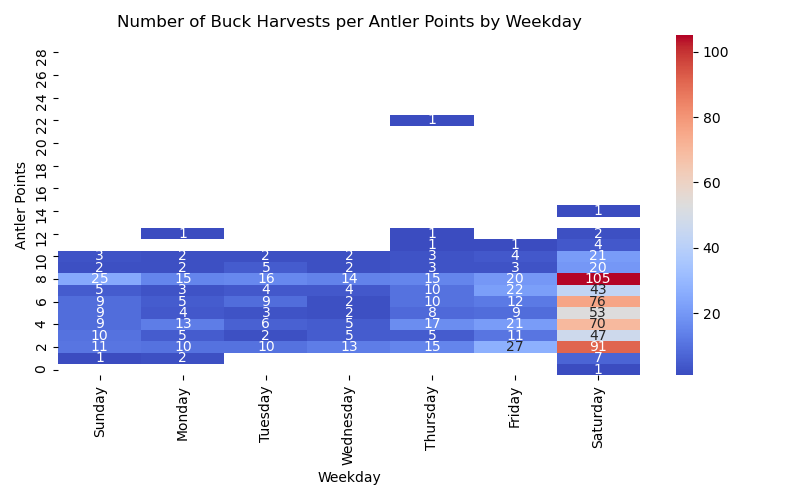 Number of Buck Harvests per Antler Points by Weekday
Antler Points
28
26
24
22 1
20
18
16
14 1
12 1 1 2
1 1 4
10 3 2 2 2 3 4 21
2 2 5 2 3 3 20
8 25 15 16 14 15 20 105
5 3 4 4 10 22 43
6 9 5 9 2 10 12 76
9 4 3 2 8 9 53
4 9 13 6 5 17 21 70
10 5 2 5 5 11 47
2 11 10 10 13 15 27 91
1 2 7
0 1
Sunday Monday Tuesday Wednesday Thursday Friday Saturday
Weekday
100
80
60
40
20